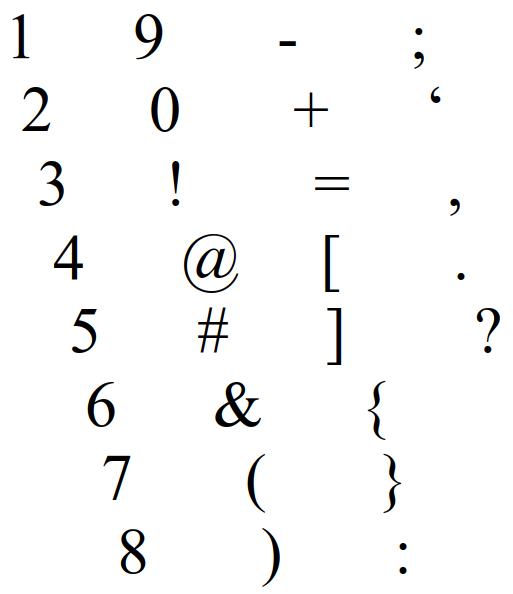 1 9 - ;
2 0 + ‘
3 ! = ,
4 @ [ .
5 # ] ?
6 & {
7 ( }
8 ) :